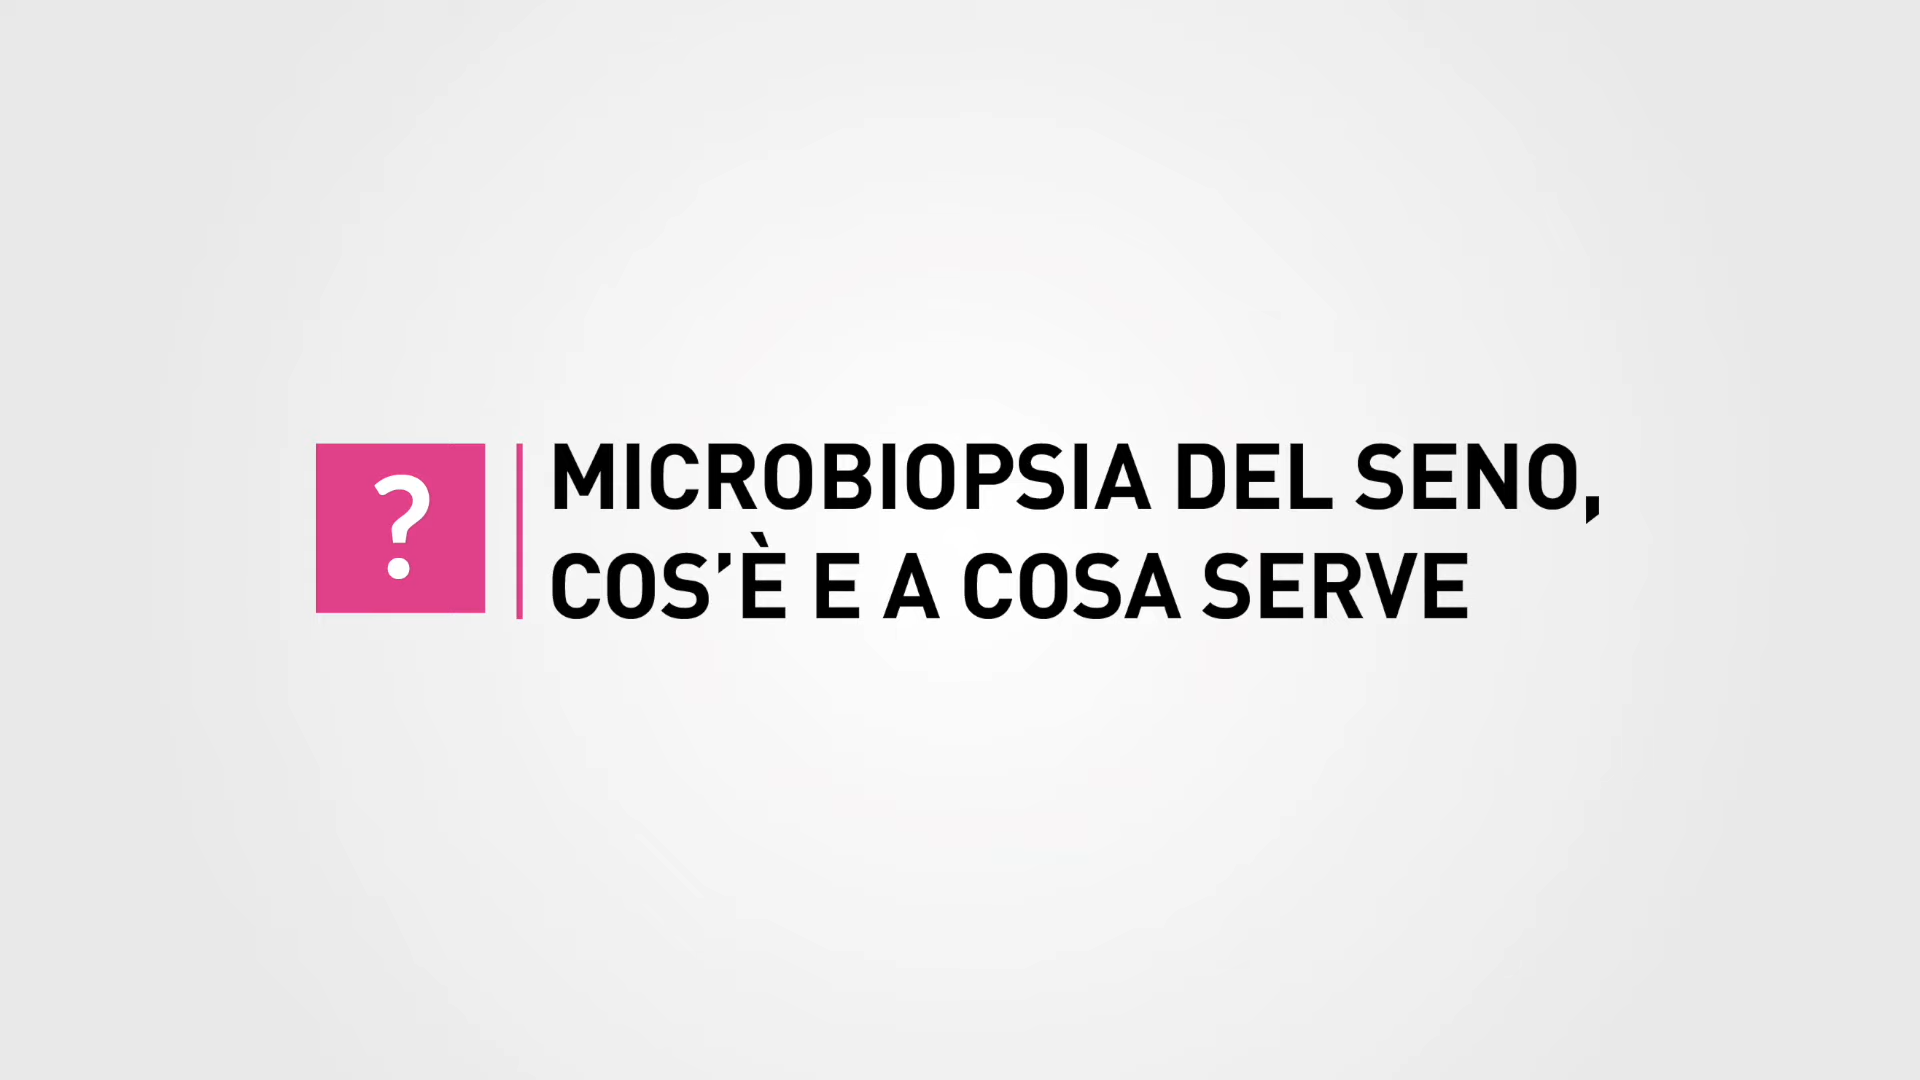 ?
MICROBIOPSIA DEL SENO,
COS’È E A COSA SERVE